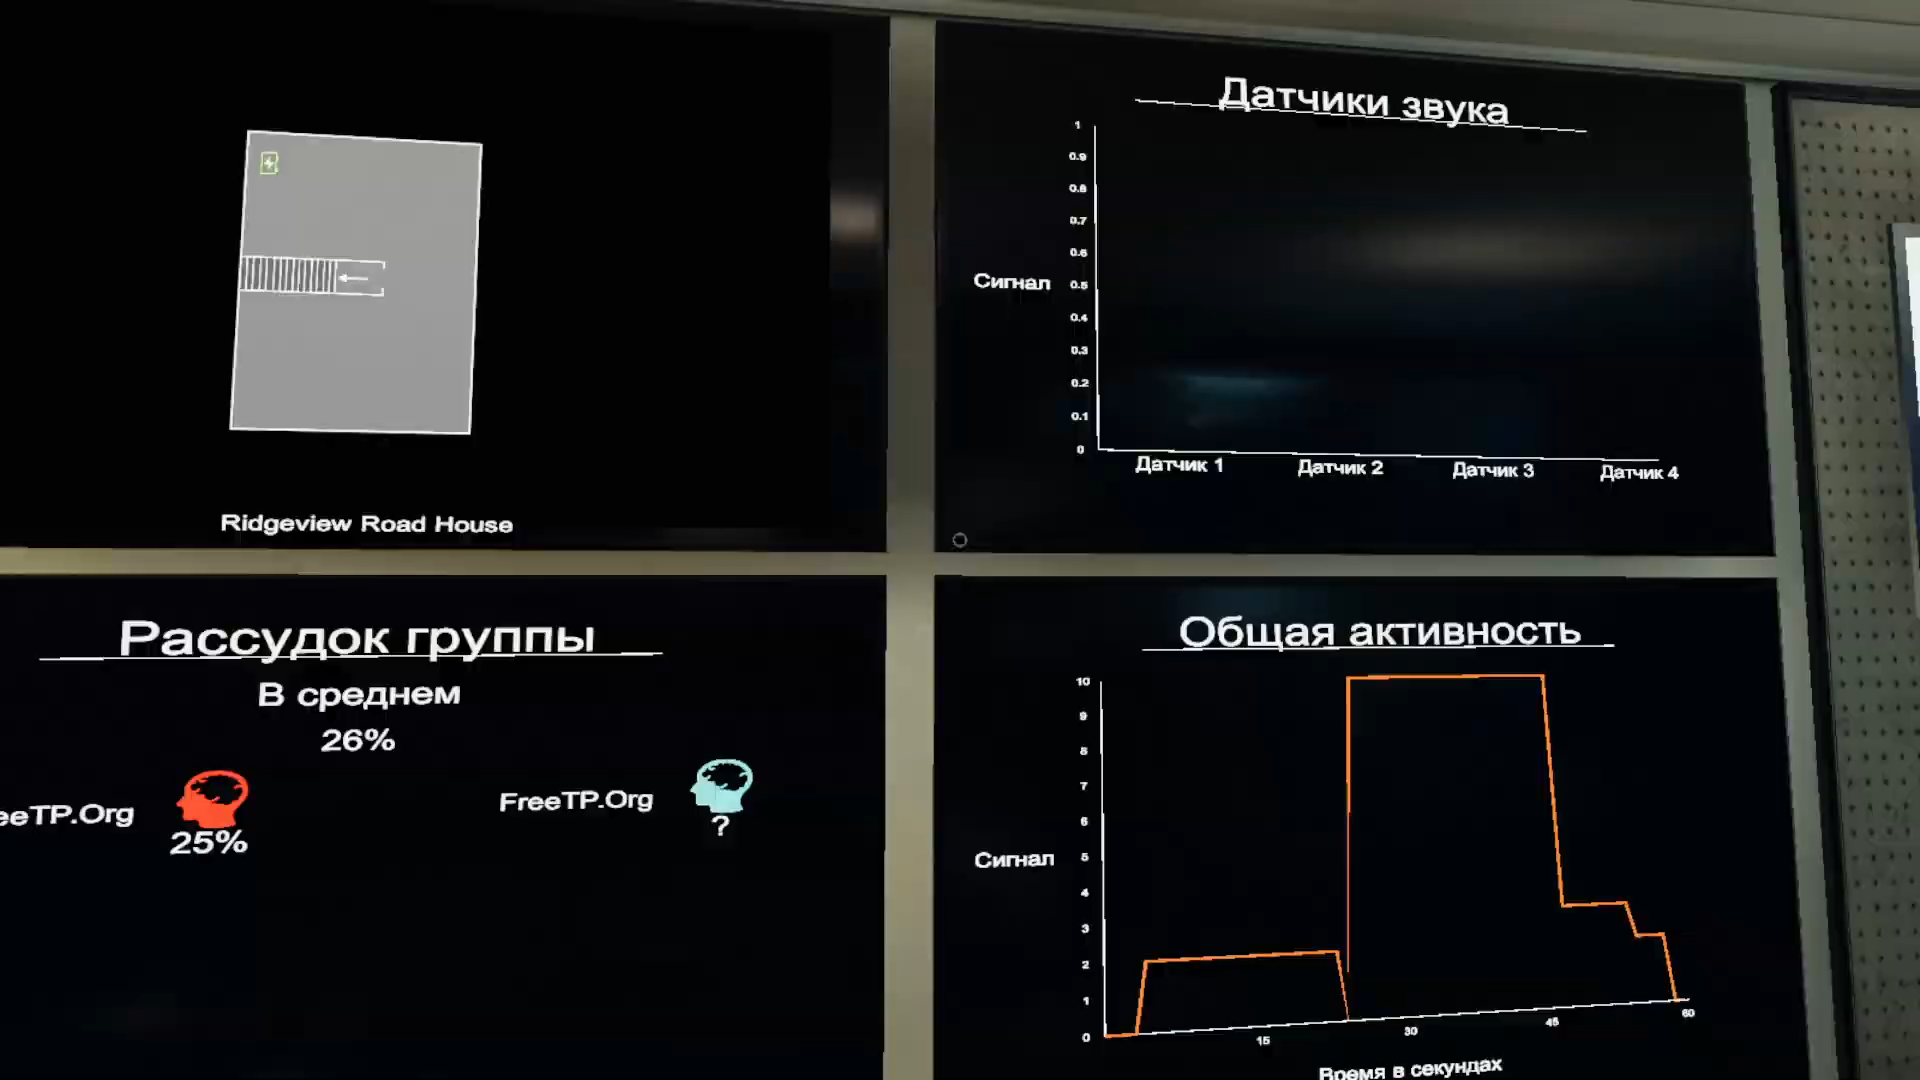 Ridgeview Road House
Датчики звука
1
0.9
0.8
0.7
0.6
Сигнал
0.5
0.4
0.3
0.2
0.1
0
Датчик 1 Датчик 2 Датчик 3 Датчик 4
Рассудок группы
В среднем
26%
eeTP.Org
25%
FreeTP.Org
?
Общая активность
10
9
8
7
6
Сигнал
5
4
3
2
1
0
15 30 45 60
Время в секундах